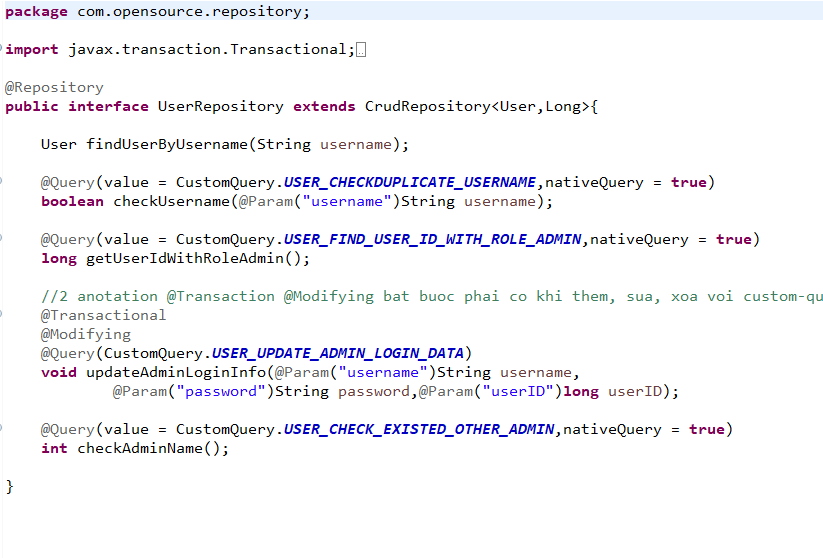 package com.opensource.repository;
import javax.transaction.Transactional;
@Repository
public interface UserRepository extends CrudRepository<User,Long>{
User findUserByUsername(String username);
@Query(value = CustomQuery.USER_CHECKDUPLICATE_USERNAME,nativeQuery = true)
boolean checkUsername(@Param("username")String username);
@Query(value = CustomQuery.USER_FIND_USER_ID_WITH_ROLE_ADMIN,nativeQuery = true)
long getUserIdWithRoleAdmin();
//2 anotation @Transaction @Modifying bat buoc phai co khi them, sua, xoa voi custom-qu
@Transactional
@Modifying
@Query(CustomQuery.USER_UPDATE_ADMIN_LOGIN_DATA)
void updateAdminLoginInfo(@Param("username")String username,
@Param("password")String password,@Param("userID")long userID);
@Query(value = CustomQuery.USER_CHECK_EXISTED_OTHER_ADMIN,nativeQuery = true)
int checkAdminName();
}